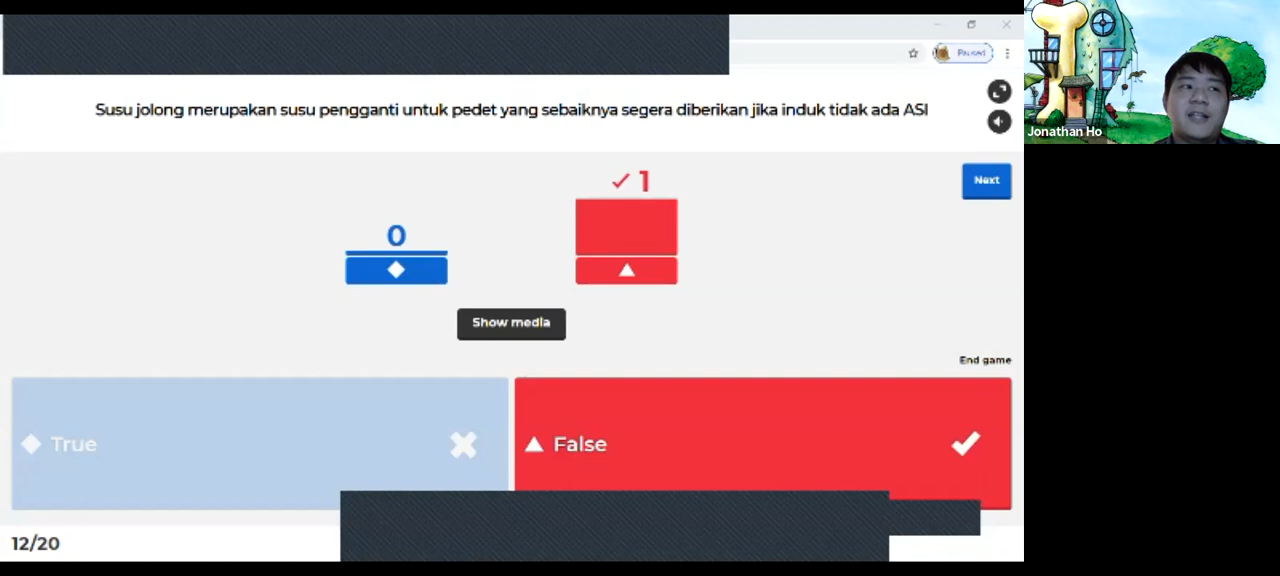 Paused
Susu jolong merupakan susu pengganti untuk pedet yang sebaiknya segera diberikan jika induk tidak ada ASI
Jonathan Ho
✓ 1
Next
0
Show media
End game
True
False
12/20